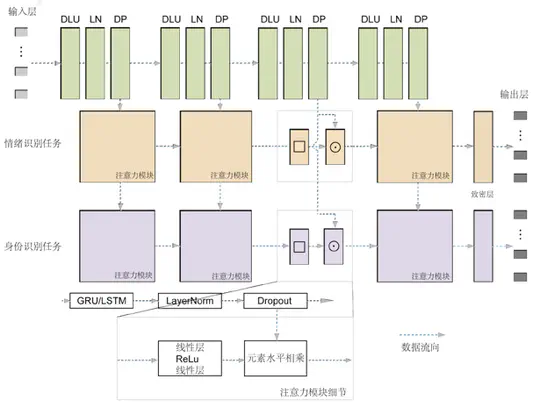 输入层
DLU LN DP DLU LN DP DLU LN DP DLU LN DP
输出层
情绪识别任务
注意力模块
注意力模块
注意力模块
致密层
身份识别任务
注意力模块
注意力模块
注意力模块
GRU/LSTM
LayerNorm
Dropout
线性层
ReLu
线性层
元素水平相乘
数据流向
注意力模块细节